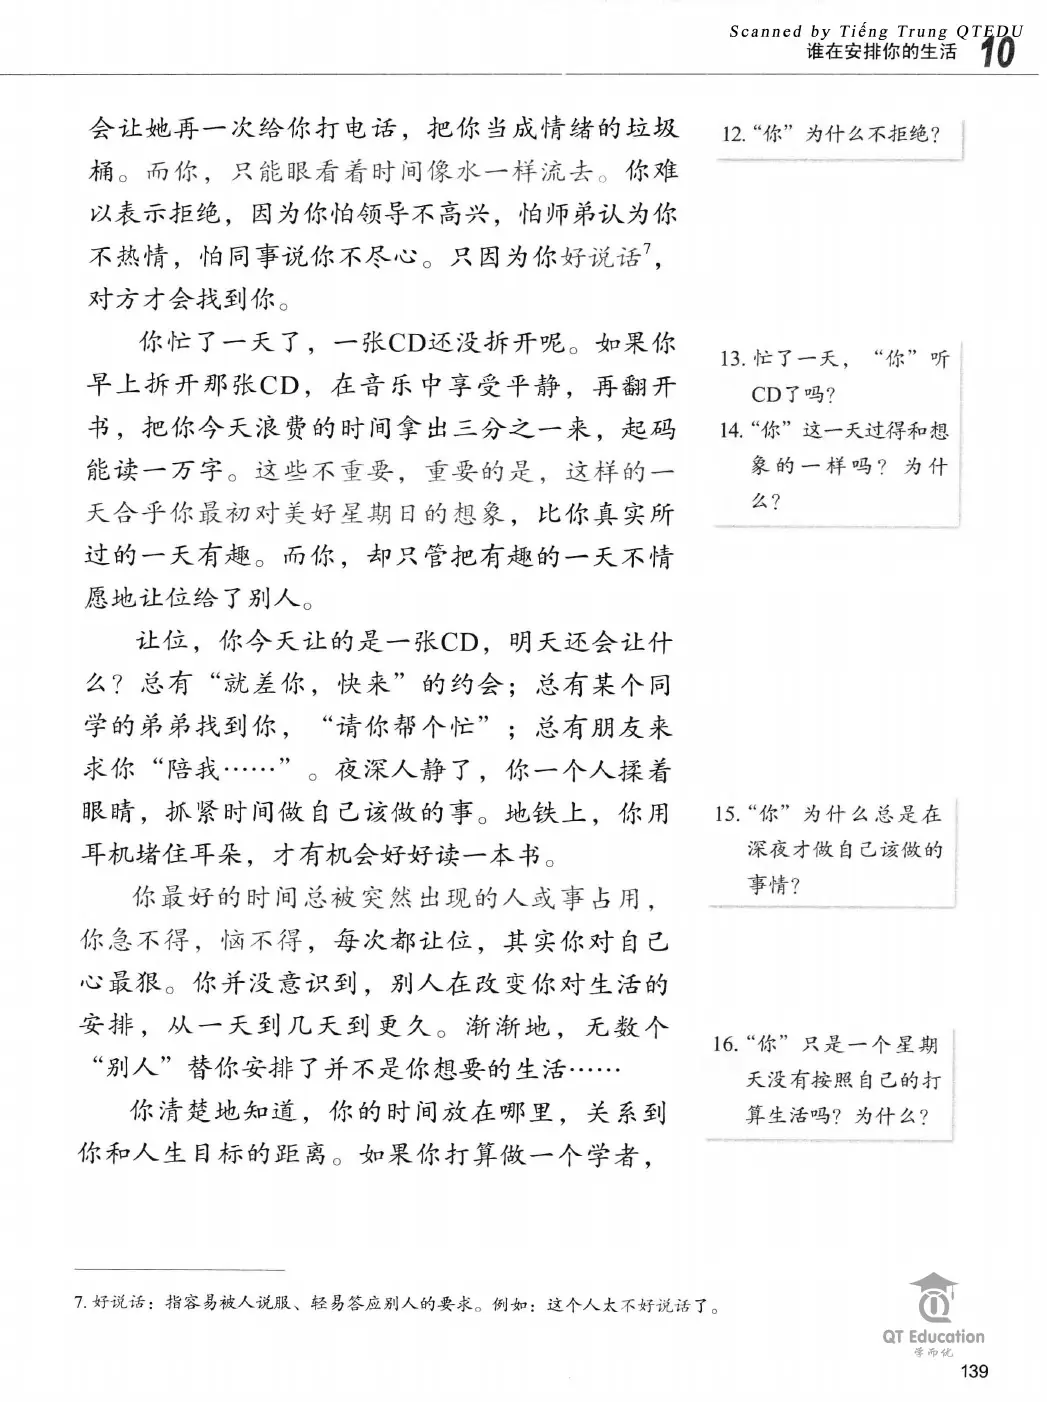 Scanned by Tiếng Trung QTEDU
谁在安排你的生活 10
会让她再一次给你打电话，把你当成情绪的垃圾
桶。而你，只能眼看着时间像水一样流去。你难
以表示拒绝，因为你怕领导不高兴，怕师弟认为你
不热情，怕同事说你不尽心。只因为你好说话7，
对方才会找到你。
你忙了一天了，一张CD还没拆开呢。如果你
早上拆开那张CD，在音乐中享受平静，再翻开
书，把你今天浪费的时间拿出三分之一来，起码
能读一万字。这些不重要，重要的是，这样的一
天合乎你最初对美好星期日的想象，比你真实所
过的一天有趣。而你，却只管把有趣的一天不情
愿地让位给了别人。
让位，你今天让的是一张CD，明天还会让什
么？总有“就差你，快来”的约会；总有某个同
学的弟弟找到你，“请你帮个忙”；总有朋友来
求你“陪我……”。夜深人静了，你一个人揉着
眼睛，抓紧时间做自己该做的事。地铁上，你用
耳机堵住耳朵，才有机会好好读一本书。
你最好的时间总被突然出现的人或事占用，
你急不得，恼不得，每次都让位，其实你对自己
心最狠。你并没意识到，别人在改变你对生活的
安排，从一天到几天到更久。渐渐地，无数个
“别人”替你安排了并不是你想要的生活……
你清楚地知道，你的时间放在哪里，关系到
你和人生目标的距离。如果你打算做一个学者，
12. “你”为什么不拒绝？
13. 忙了一天，“你”听
CD了吗？
14. “你”这一天过得和想
象的一样吗？为什
么？
15. “你”为什么总是在
深夜才做自己该做的
事情？
16. “你”只是一个星期
天没有按照自己的打
算生活吗？为什么？
7. 好说话：指容易被人说服、轻易答应别人的要求。例如：这个人太不好说话了。
QT Education
学而优
139